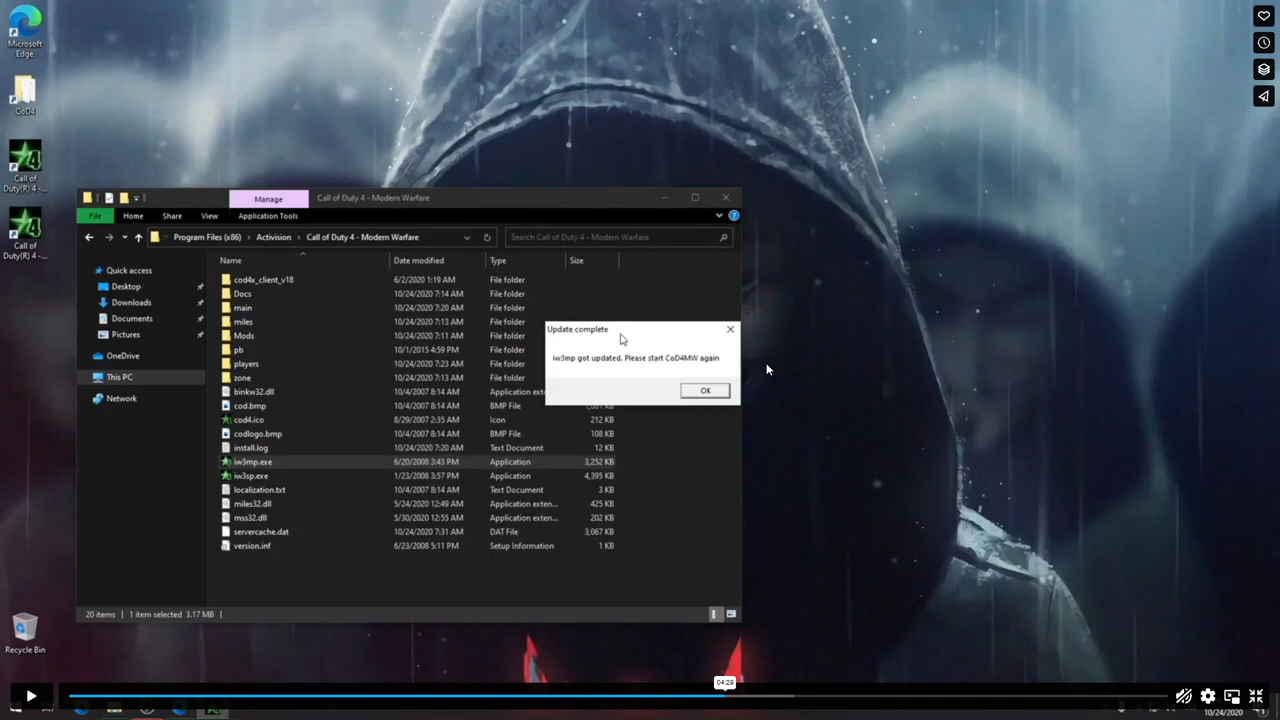 Microsoft
Edge
CoD4
Call of
Duty(R) 4 -...
Call of
Duty(R) 4 -...
Recycle Bin
Manage
Call of Duty 4 - Modern Warfare
File
Home
Share
View
Application Tools
Program Files (x86) > Activision > Call of Duty 4 - Modern Warfare
Search Call of Duty 4 - Modern Warfare
Quick access
Desktop
Downloads
Documents
Pictures
OneDrive
This PC
Network
Name Date modified Type Size
cod4x_client_v18 6/2/2020 1:19 AM File folder
Docs 10/24/2020 7:14 AM File folder
main 10/24/2020 7:20 AM File folder
miles 10/24/2020 7:13 AM File folder
Mods 10/24/2020 7:11 AM File folder
pb 10/1/2015 4:59 PM File folder
players 10/24/2020 7:23 AM File folder
zone 10/24/2020 7:13 AM File folder
binkw32.dll 10/4/2007 8:14 AM Application ext
cod.bmp 10/4/2007 8:14 AM BMP File
cod4.ico 8/29/2007 2:35 AM Icon 212 KB
codlogo.bmp 10/4/2007 8:14 AM BMP File 108 KB
install.log 10/24/2020 7:20 AM Text Document 12 KB
iw3mp.exe 6/20/2008 3:43 PM Application 3,252 KB
iw3sp.exe 1/23/2008 3:57 PM Application 4,395 KB
localization.txt 10/4/2007 8:14 AM Text Document 3 KB
miles32.dll 5/24/2020 12:49 AM Application exten... 425 KB
mss32.dll 5/30/2020 12:55 AM Application exten... 202 KB
servercache.dat 10/24/2020 7:31 AM DAT File 3,067 KB
version.inf 6/23/2008 5:11 PM Setup Information 1 KB
20 items 1 item selected 3.17 MB
Update complete
iw3mp got updated. Please start CoD4MW again
OK
04:29
10/24/2020